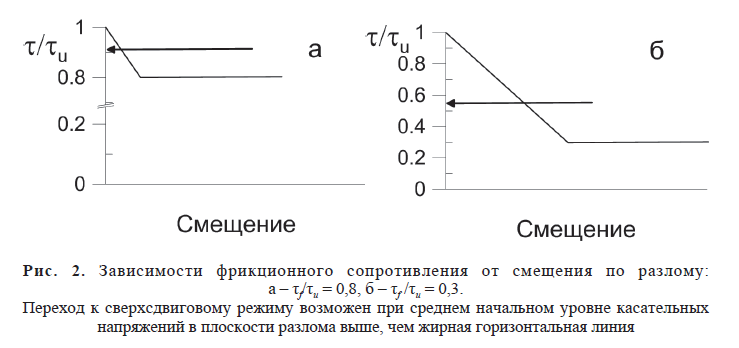 1
τ/τu
а
0.8
0.2
0
Смещение
τ/τu
1
б
0.8
0.6
0.4
0.2
0
Смещение
Рис. 2. Зависимости фрикционного сопротивления от смещения по разлому:
а – τf/τu = 0,8, б – τf /τu = 0,3.
Переход к сверхсдвиговому режиму возможен при среднем начальном уровне касательных
напряжений в плоскости разлома выше, чем жирная горизонтальная линия